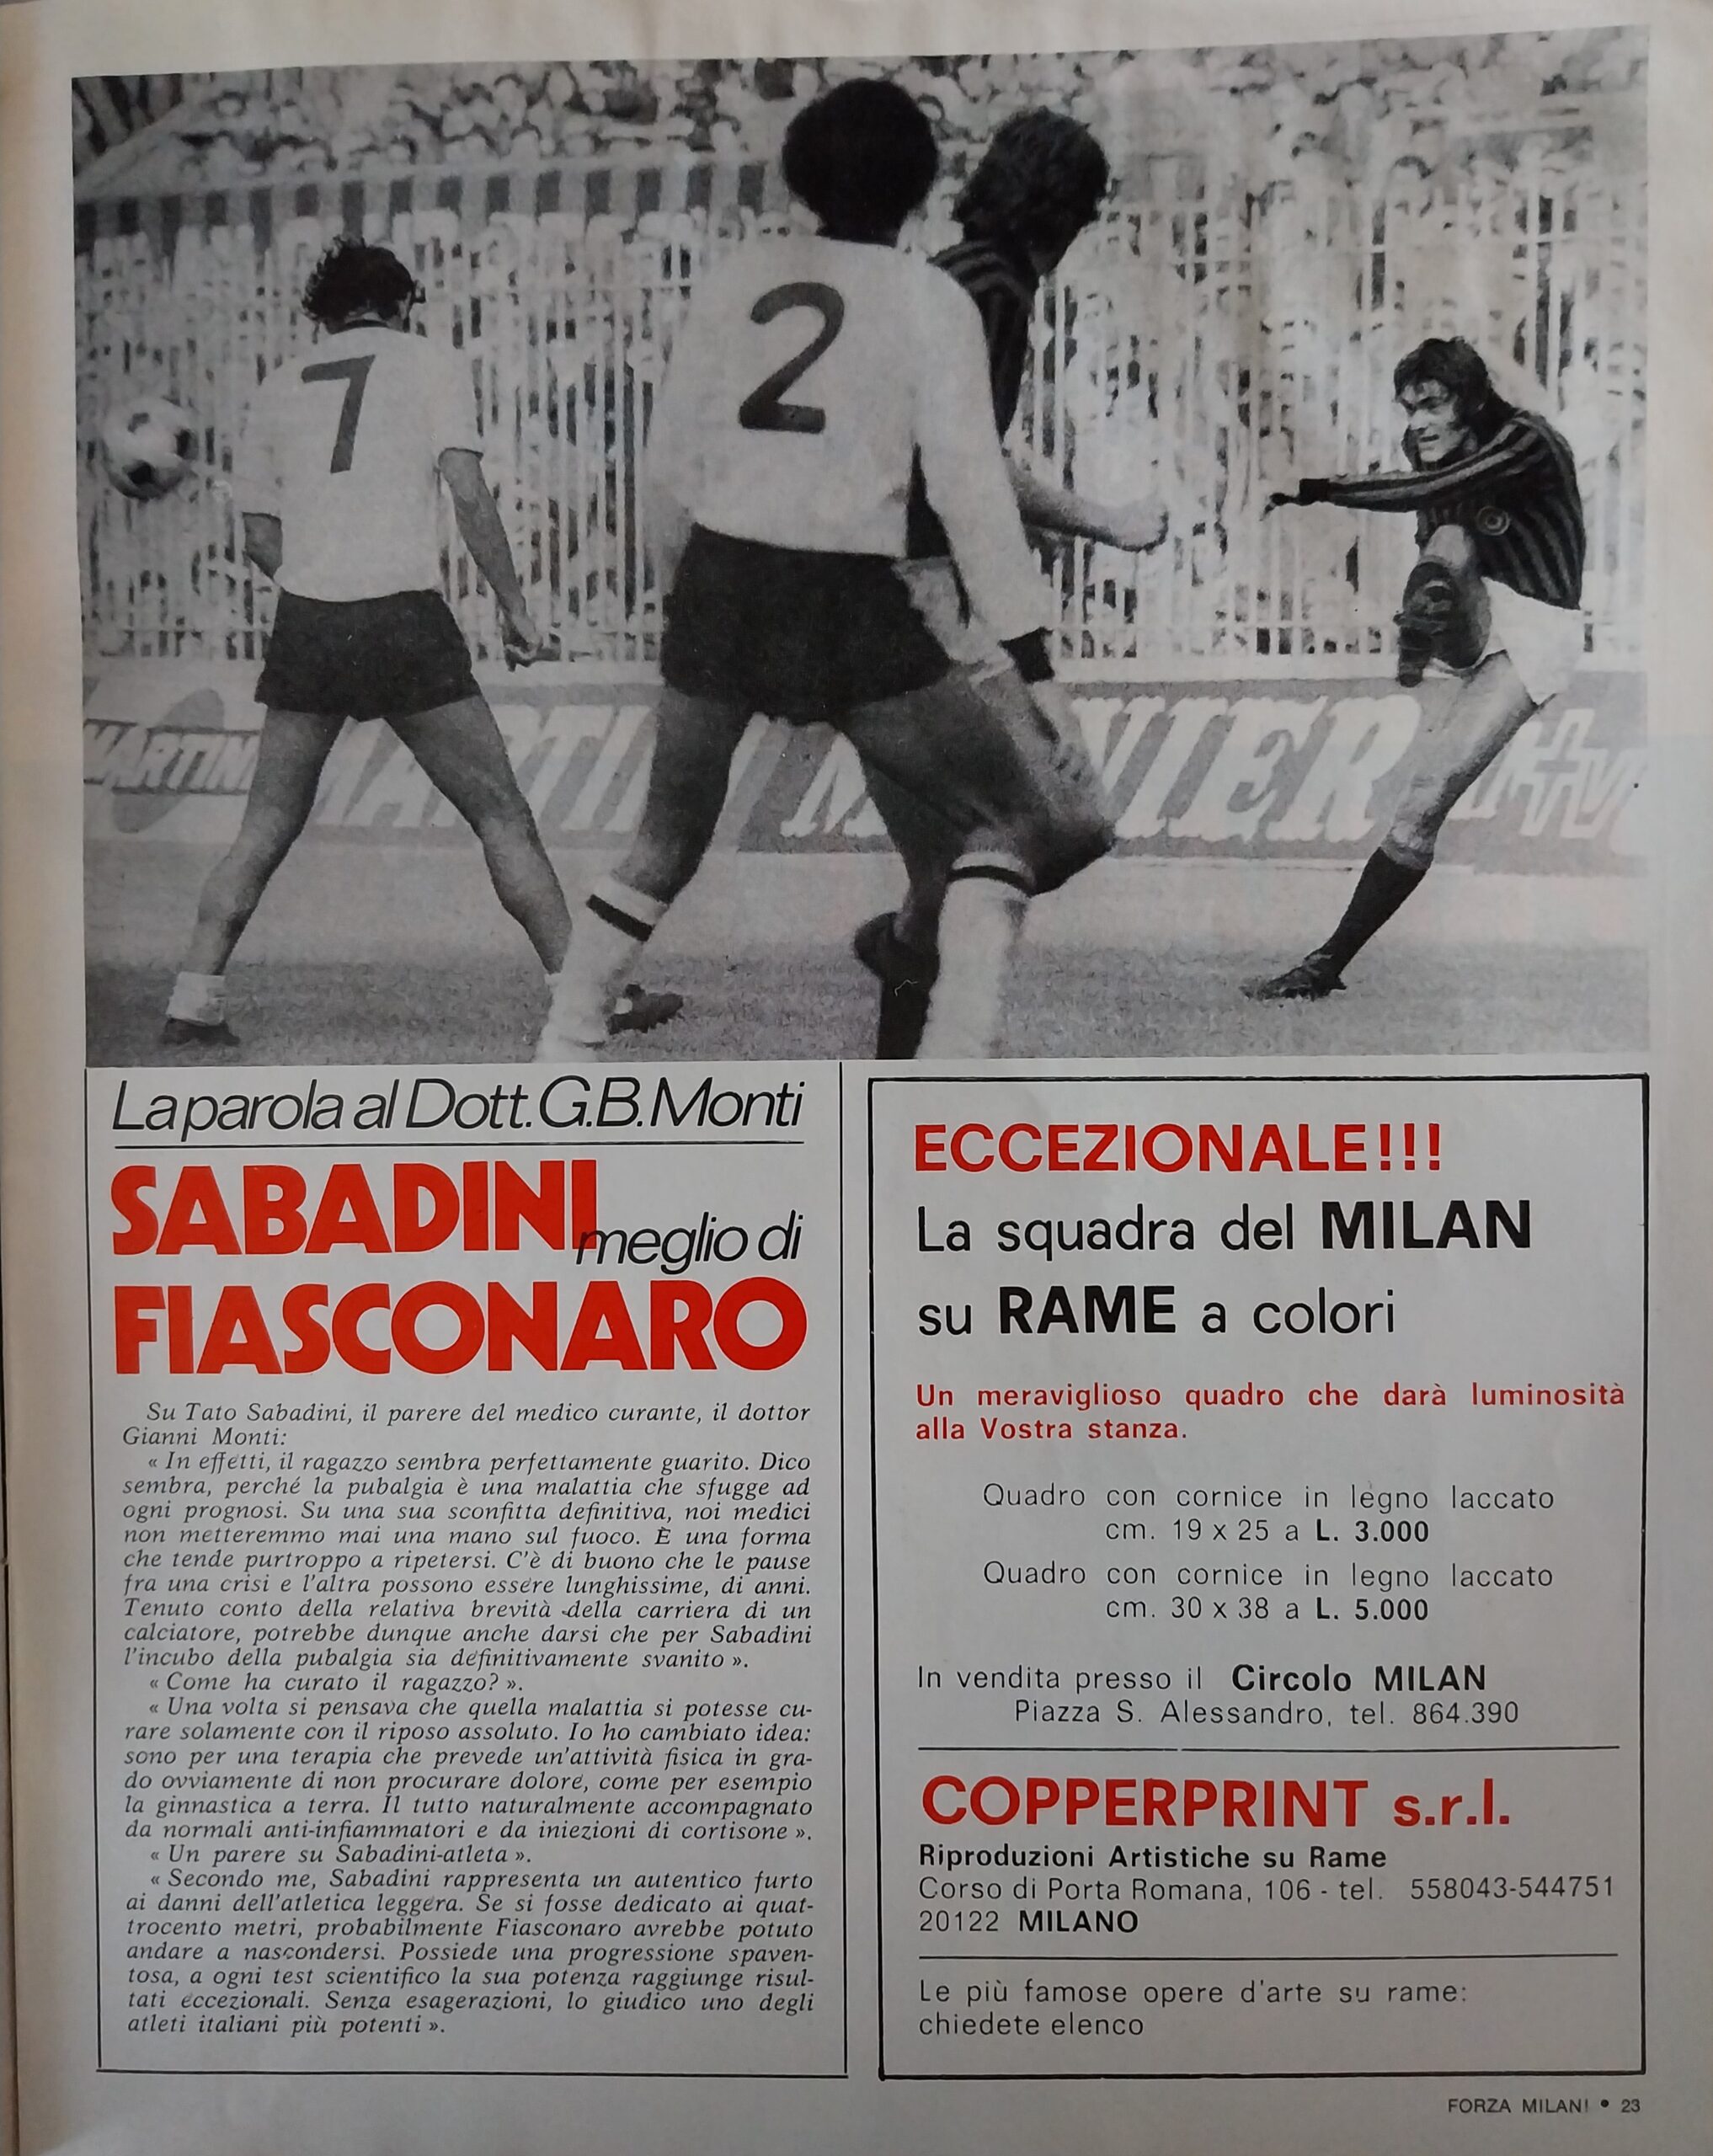 7
2
MARTINI MARTINI
La parola al Dott. G.B. Monti
SABADINI
meglio di
FIASCONARO
Su Tato Sabadini, il parere del medico curante, il dottor
Gianni Monti:
« In effetti, il ragazzo sembra perfettamente guarito. Dico
sembra, perché la pubalgia è una malattia che sfugge ad
ogni prognosi. Su una sua sconfitta definitiva, noi medici
non metteremmo mai una mano sul fuoco. È una forma
che tende purtroppo a ripetersi. C'è di buono che le pause
fra una crisi e l'altra possono essere lunghissime, di anni.
Tenuto conto della relativa brevità della carriera di un
calciatore, potrebbe dunque anche darsi che per Sabadini
l'incubo della pubalgia sia definitivamente svanito ».
« Come ha curato il ragazzo? ».
« Una volta si pensava che quella malattia si potesse cu-
rare solamente con il riposo assoluto. Io ho cambiato idea:
sono per una terapia che prevede un'attività fisica in gra-
do ovviamente di non procurare dolore, come per esempio
la ginnastica a terra. Il tutto naturalmente accompagnato
da normali anti-infiammatori e da iniezioni di cortisone ».
« Un parere su Sabadini-atleta ».
« Secondo me, Sabadini rappresenta un autentico furto
ai danni dell'atletica leggera. Se si fosse dedicato ai quat-
trocento metri, probabilmente Fiasconaro avrebbe potuto
andare a nascondersi. Possiede una progressione spaven-
tosa, a ogni test scientifico la sua potenza raggiunge risul-
tati eccezionali. Senza esagerazioni, lo giudico uno degli
atleti italiani più potenti ».
ECCEZIONALE!!!
La squadra del MILAN
su RAME a colori
Un meraviglioso quadro che darà luminosità
alla Vostra stanza.
Quadro con cornice in legno laccato
cm. 19 x 25 a L. 3.000
Quadro con cornice in legno laccato
cm. 30 x 38 a L. 5.000
In vendita presso il Circolo MILAN
Piazza S. Alessandro, tel. 864.390
COPPERPRINT s.r.l.
Riproduzioni Artistiche su Rame
Corso di Porta Romana, 106 - tel. 558043-544751
20122 MILANO
Le più famose opere d'arte su rame:
chiedete elenco
FORZA MILAN! • 23